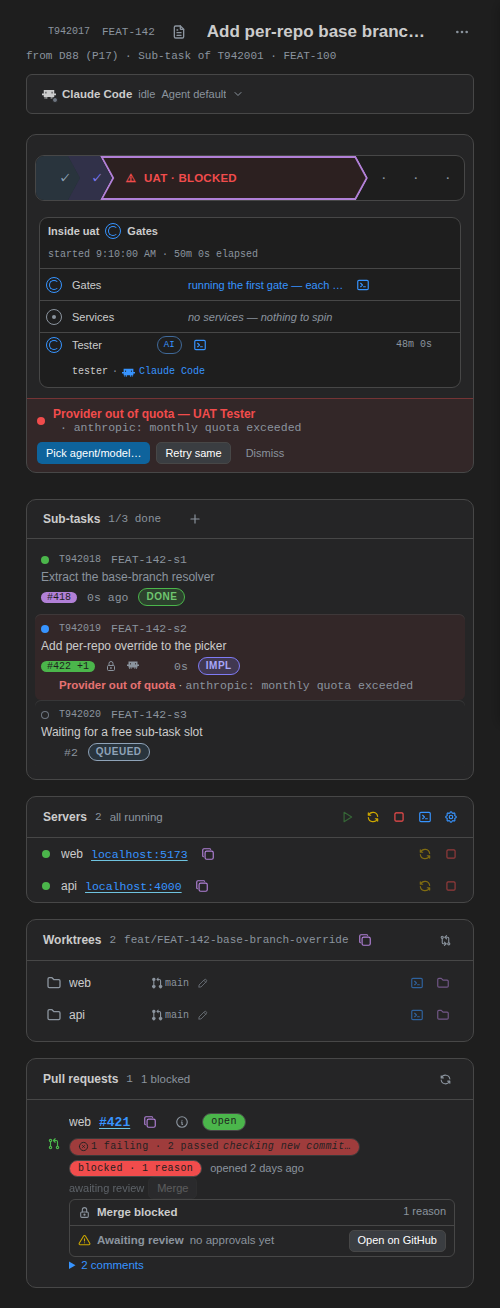 T942017 FEAT-142 Add per-repo base branc… ⋯
from D88 (P17) · Sub-task of T942001 · FEAT-100
Claude Code idle Agent default
✓ ✓ UAT · BLOCKED · · ·
Inside uat Gates
started 9:10:00 AM · 50m 0s elapsed
Gates running the first gate — each …
Services no services — nothing to spin
Tester AI 48m 0s
tester · Claude Code
Provider out of quota — UAT Tester
· anthropic: monthly quota exceeded
Pick agent/model… Retry same Dismiss
Sub-tasks 1/3 done +
T942018 FEAT-142-s1
Extract the base-branch resolver
#418 0s ago DONE
T942019 FEAT-142-s2
Add per-repo override to the picker
#422 +1 0s IMPL
Provider out of quota · anthropic: monthly quota exceeded
T942020 FEAT-142-s3
Waiting for a free sub-task slot
#2 QUEUED
Servers 2 all running
web localhost:5173
api localhost:4000
Worktrees 2 feat/FEAT-142-base-branch-override
web main
api main
Pull requests 1 1 blocked
web #421 open
1 failing · 2 passed checking new commit…
blocked · 1 reason opened 2 days ago
awaiting review Merge
Merge blocked 1 reason
Awaiting review no approvals yet Open on GitHub
2 comments